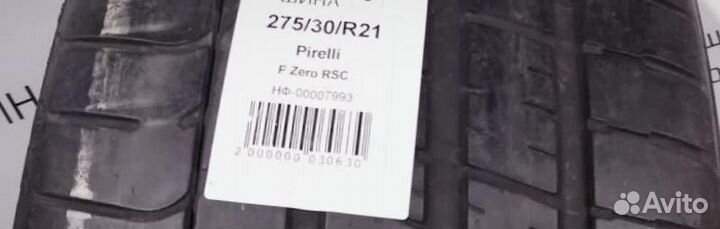 ШИНА
275/30/R21
Pirelli
F Zero RSC
НФ-00007993
2 000000 030630
Avito